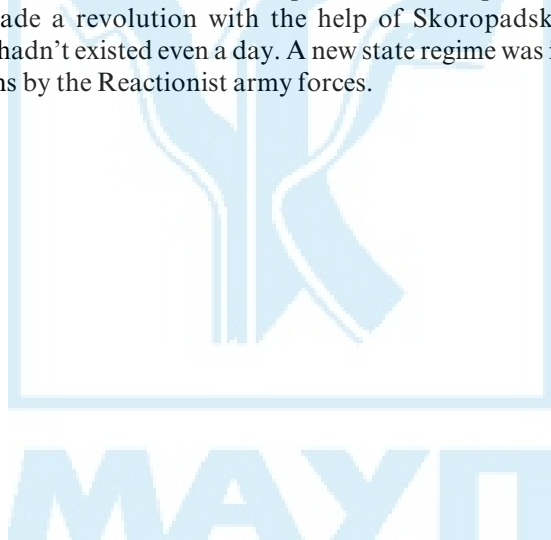 ade a revolution with the help of Skoropadsk
hadn't existed even a day. A new state regime was i
ns by the Reactionist army forces.
МАУП